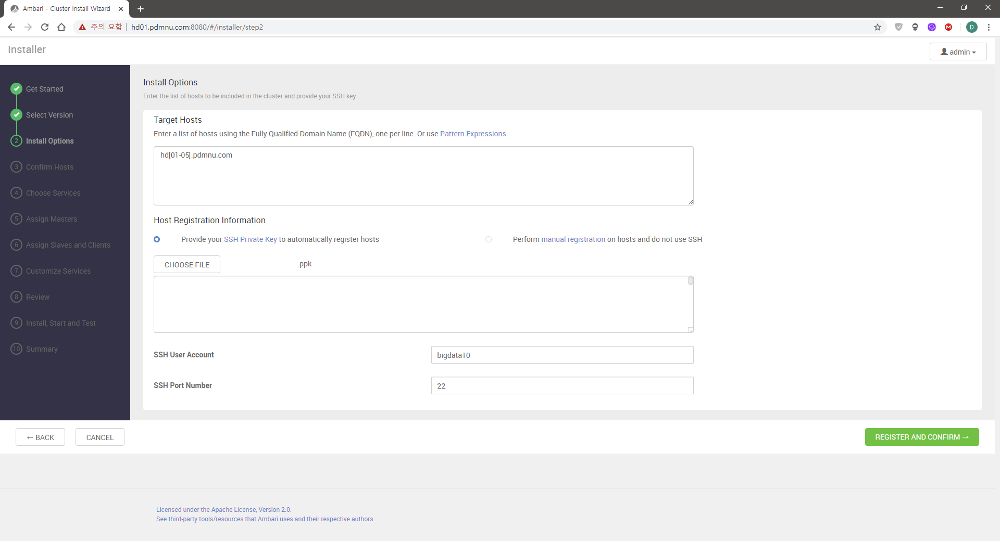 Ambari - Cluster Install Wizard
주의 요함
hd01.pdmnu.com:8080/#/installer/step2
M
D
Installer
admin
Get Started
Select Version
2 Install Options
3 Confirm Hosts
4 Choose Services
5 Assign Masters
6 Assign Slaves and Clients
7 Customize Services
8 Review
9 Install, Start and Test
10 Summary
Install Options
Enter the list of hosts to be included in the cluster and provide your SSH key.
Target Hosts
Enter a list of hosts using the Fully Qualified Domain Name (FQDN), one per line. Or use Pattern Expressions
hd[01-05].pdmnu.com
Host Registration Information
Provide your SSH Private Key to automatically register hosts
Perform manual registration on hosts and do not use SSH
CHOOSE FILE
.ppk
SSH User Account
bigdata10
SSH Port Number
22
← BACK
CANCEL
REGISTER AND CONFIRM →
Licensed under the Apache License, Version 2.0.
See third-party tools/resources that Ambari uses and their respective authors